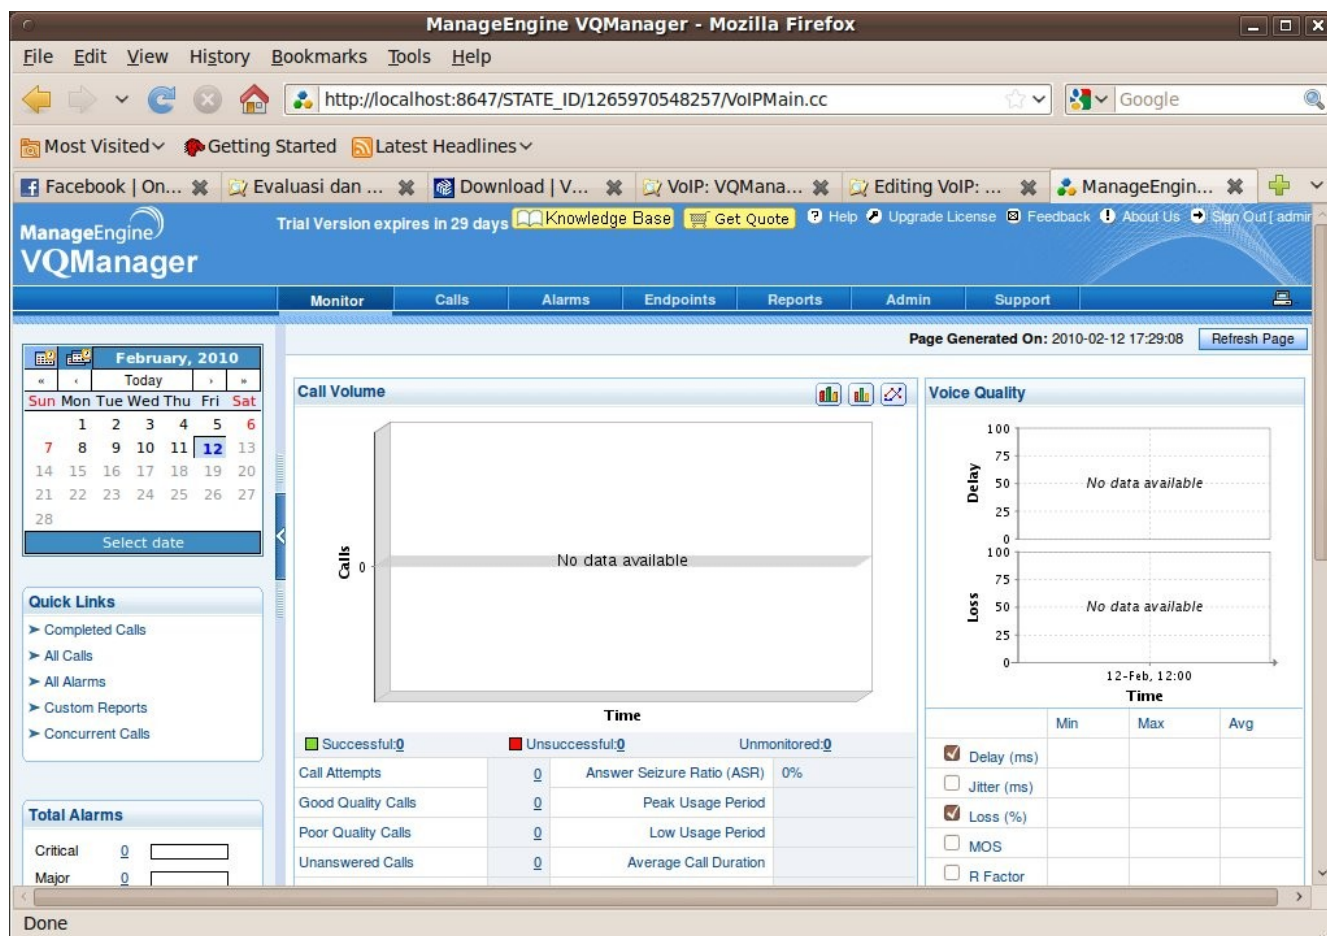 ManageEngine VQManager - Mozilla Firefox
File Edit View History Bookmarks Tools Help
http://localhost:8647/STATE_ID/1265970548257/VoIPMain.cc
Google
Most Visited Getting Started Latest Headlines
Facebook | On... Evaluasi dan ... Download | V... VoIP: VQMana... Editing VoIP: ... ManageEngin...
ManageEngine
VQManager
Trial Version expires in 29 days Knowledge Base Get Quote Help Upgrade License Feedback About Us Sign Out [ admin
Monitor Calls Alarms Endpoints Reports Admin Support
Page Generated On: 2010-02-12 17:29:08 Refresh Page
February, 2010
« ‹ Today › »
Sun Mon Tue Wed Thu Fri Sat
1 2 3 4 5 6
7 8 9 10 11 12 13
14 15 16 17 18 19 20
21 22 23 24 25 26 27
28
Select date
Quick Links
Completed Calls
All Calls
All Alarms
Custom Reports
Concurrent Calls
Total Alarms
Critical 0
Major 0
Call Volume
Calls
0
No data available
Time
Successful:0 Unsuccessful:0 Unmonitored:0
Call Attempts 0 Answer Seizure Ratio (ASR) 0%
Good Quality Calls 0 Peak Usage Period
Poor Quality Calls 0 Low Usage Period
Unanswered Calls 0 Average Call Duration
Voice Quality
Delay
100
75
50
25
0
No data available
Loss
100
75
50
25
0
No data available
12-Feb, 12:00
Time
Min Max Avg
Delay (ms)
Jitter (ms)
Loss (%)
MOS
R Factor
Done